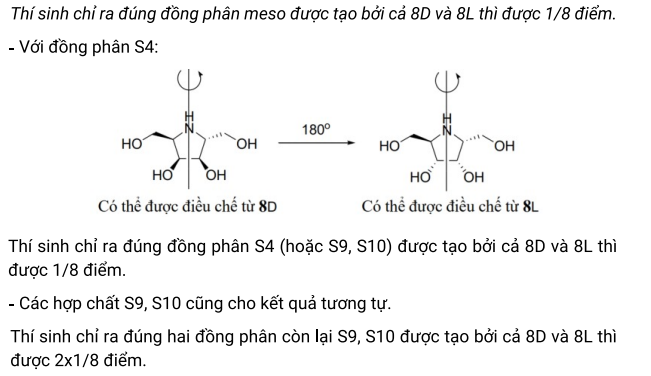 Thí sinh chỉ ra đúng đồng phân meso được tạo bởi cả 8D và 8L thì được 1/8 điểm.
- Với đồng phân S4:
H
N
HO
OH
HO
OH
180⁰
H
N
HO
OH
HO
OH
Có thể được điều chế từ 8D
Có thể được điều chế từ 8L
Thí sinh chỉ ra đúng đồng phân S4 (hoặc S9, S10) được tạo bởi cả 8D và 8L thì
được 1/8 điểm.
- Các hợp chất S9, S10 cũng cho kết quả tương tự.
Thí sinh chỉ ra đúng hai đồng phân còn lại S9, S10 được tạo bởi cả 8D và 8L thì
được 2x1/8 điểm.